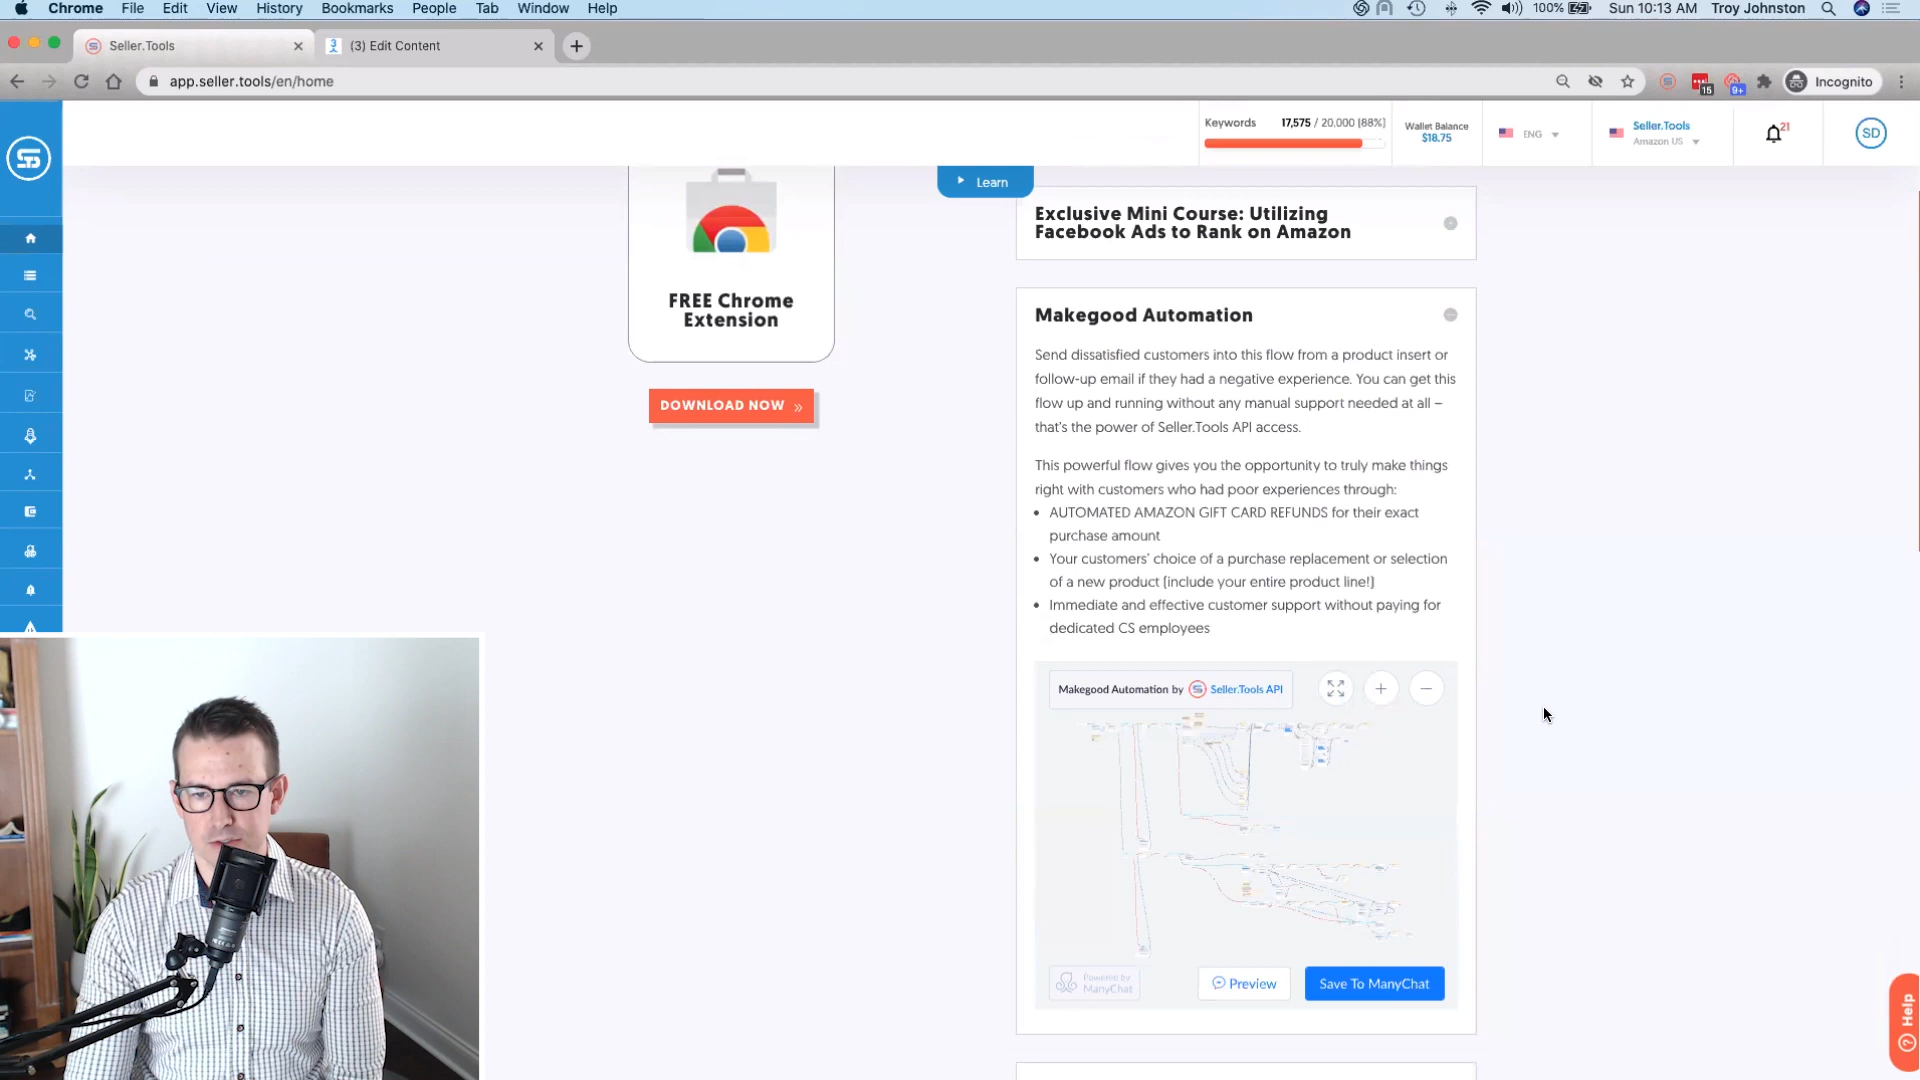 Chrome File Edit View History Bookmarks People Tab Window Help
100% Sun 10:13 AM Troy Johnston
Seller.Tools
(3) Edit Content
app.seller.tools/en/home
15
9+
Incognito
Keywords 17,575 / 20,000 (88%)
Wallet Balance
$18.75
ENG
Seller.Tools
Amazon US
21
SD
Learn
FREE Chrome
Extension
DOWNLOAD NOW »
Exclusive Mini Course: Utilizing
Facebook Ads to Rank on Amazon
Makegood Automation
Send dissatisfied customers into this flow from a product insert or
follow-up email if they had a negative experience. You can get this
flow up and running without any manual support needed at all –
that's the power of Seller.Tools API access.
This powerful flow gives you the opportunity to truly make things
right with customers who had poor experiences through:
• AUTOMATED AMAZON GIFT CARD REFUNDS for their exact
purchase amount
• Your customers' choice of a purchase replacement or selection
of a new product (include your entire product line!)
• Immediate and effective customer support without paying for
dedicated CS employees
Makegood Automation by Seller.Tools API
Powered by
ManyChat
Preview
Save To ManyChat
Help